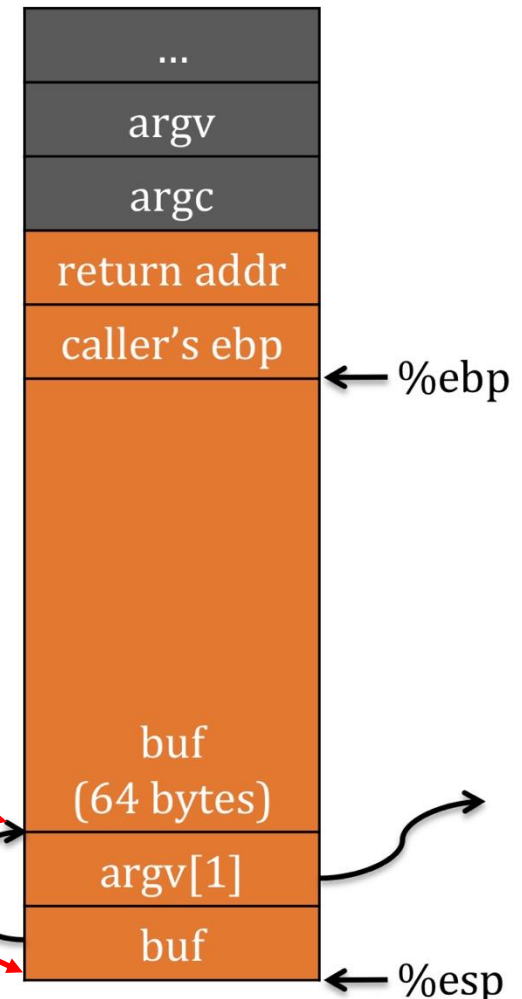 ...
argv
argc
return addr
caller’s ebp
%ebp
buf
(64 bytes)
argv[1]
buf
%esp